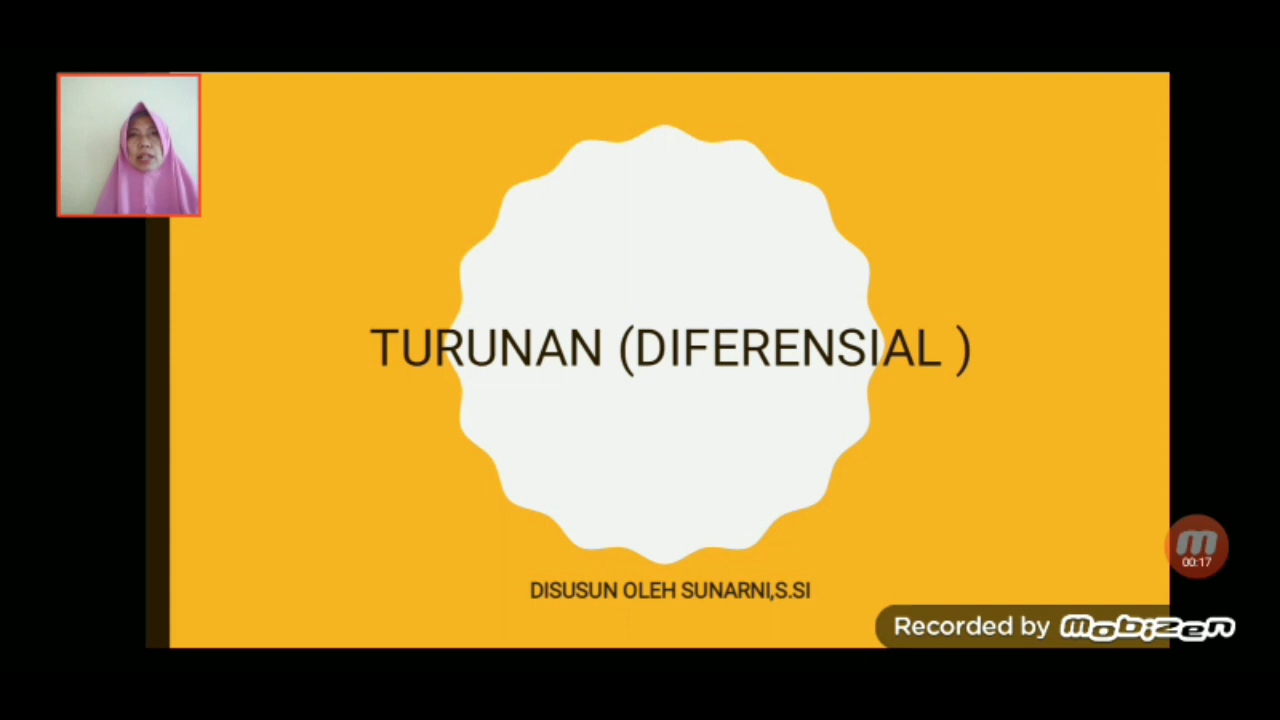 TURUNAN (DIFERENSIAL )
DISUSUN OLEH SUNARNI,S.SI
00:17
Recorded by mobizen